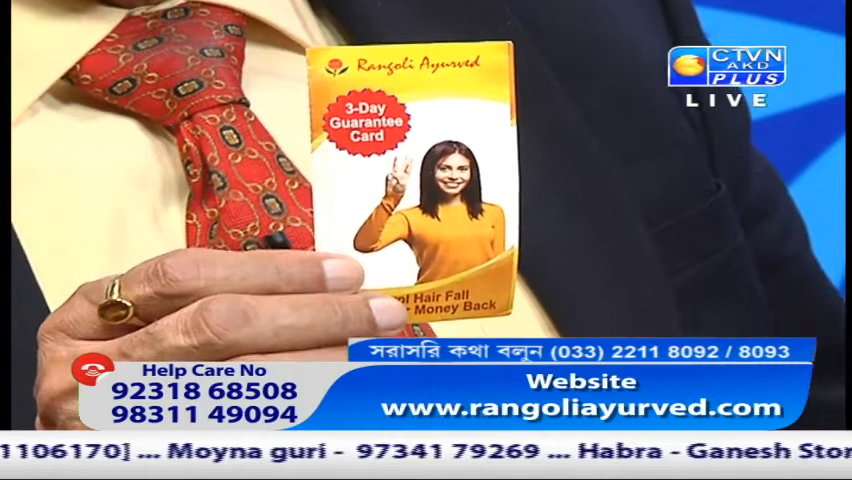 Rangoli Ayurved
3-Day
Guarantee
Card
Hair Fall
Money Back
CTVN
AKD
PLUS
LIVE
সরাসরি কথা বলুন (033) 2211 8092 / 8093
Help Care No
92318 68508
98311 49094
Website
www.rangoliayurved.com
1106170] ... Moyna guri - 97341 79269 ... Habra - Ganesh Stor